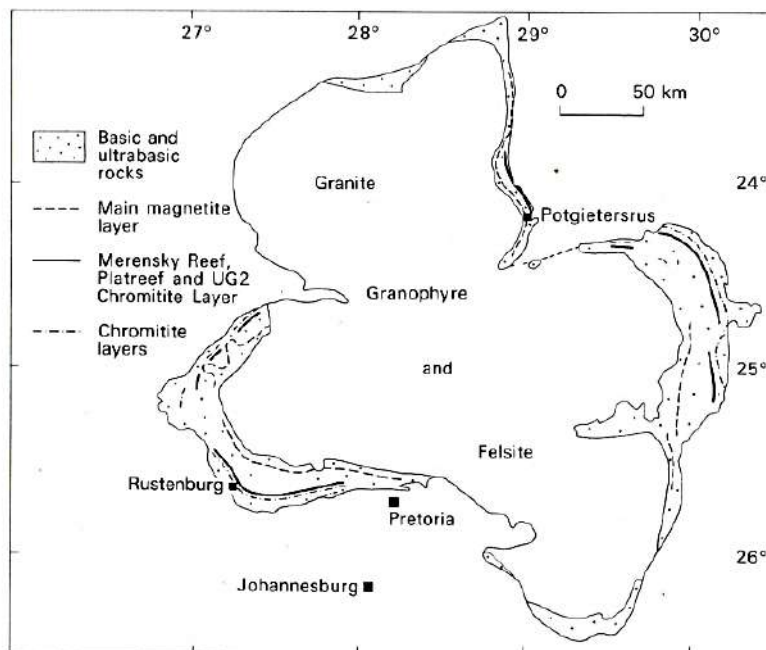 27°
28°
29°
30°
0 50 km
Basic and
ultrabasic
rocks
Granite
24°
Main magnetite
layer
Potgietersrus
Merensky Reef,
Platreef and UG2
Chromitite Layer
Granophyre
Chromitite
layers
and
25°
Felsite
Rustenburg
Pretoria
26°
Johannesburg